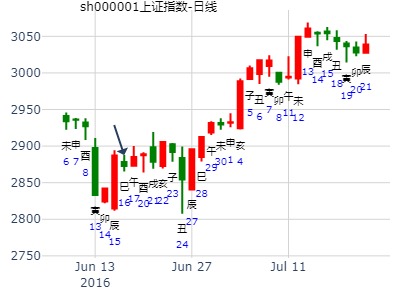 sh000001上证指数-日线
3050
3000
2950
2900
2850
2800
2750
未 6
申 7
酉 8
寅 13
卯 14
辰 15
巳 16
午 17
未 20
酉 21
戌 22
亥 23
子
丑 24
辰 27
巳 28
午 29
未 30
申 1
亥 4
子 5
丑 6
寅 7
卯 8
午 11
未 12
申 13
酉 14
戌 15
丑 18
寅 19
卯 20
辰 21
Jun 13
2016
Jun 27
Jul 11